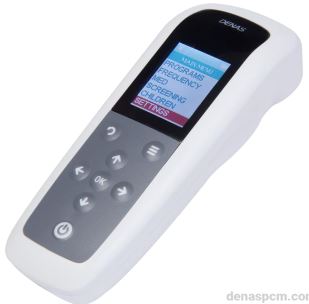 DENAS
MAIN MENU
PROGRAMS
FREQUENCY
MED
SCREENING
CHILDREN
SETTINGS
OK
denaspcm.com